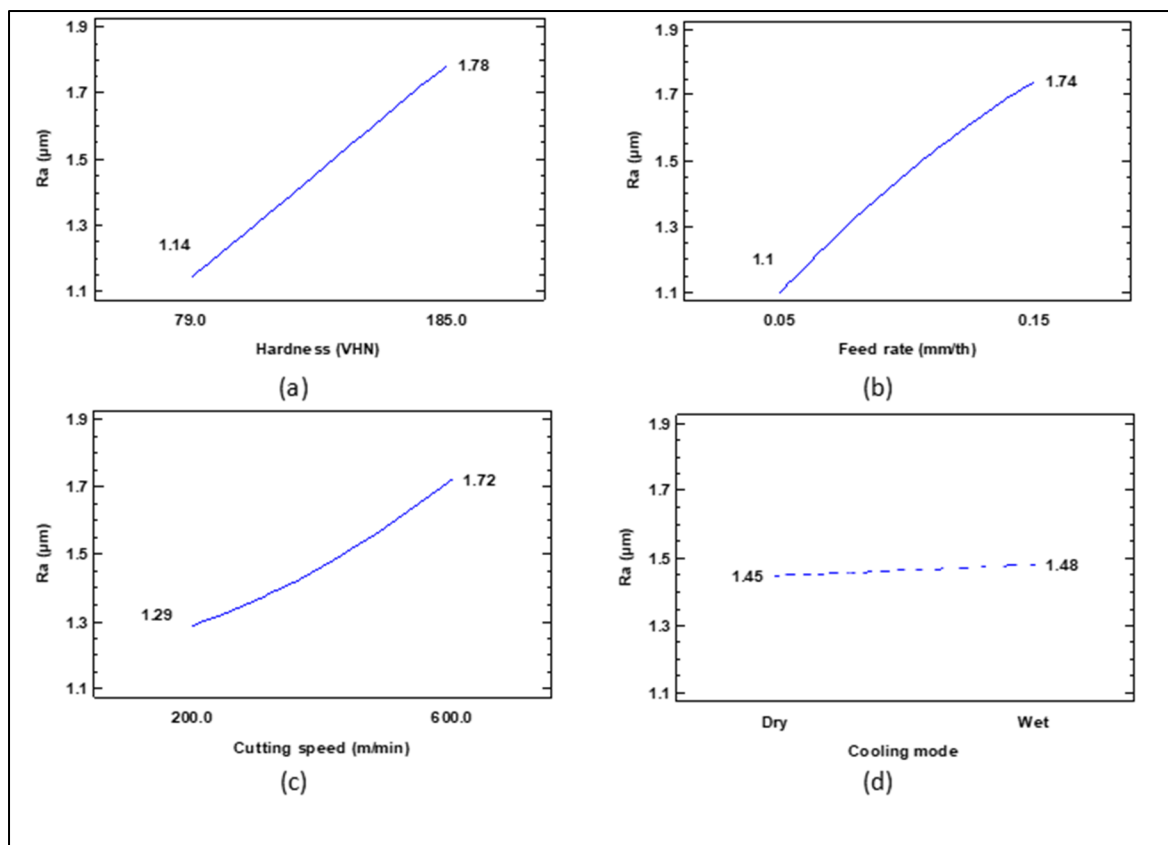 1.9
1.7
1.5
1.3
1.1
Ra (µm)
1.14
1.78
79.0 185.0
Hardness (VHN)
(a)
1.9
1.7
1.5
1.3
1.1
Ra (µm)
1.1
1.74
0.05 0.15
Feed rate (mm/th)
(b)
1.9
1.7
1.5
1.3
1.1
Ra (µm)
1.29
1.72
200.0 600.0
Cutting speed (m/min)
(c)
1.9
1.7
1.5
1.3
1.1
Ra (µm)
1.45
1.48
Dry Wet
Cooling mode
(d)